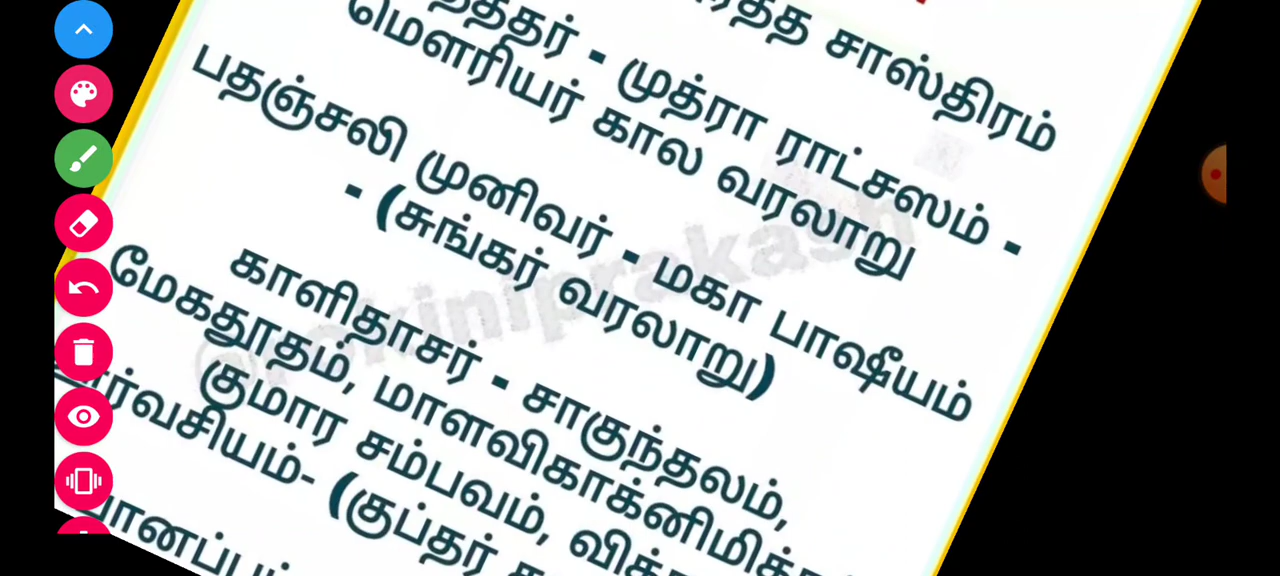 சாஸ்திரம்
முத்ரா ராட்சஸம் -
மௌரியர் கால வரலாறு
பதஞ்சலி முனிவர் - மகா பாஷீயம்
- (சுங்கர் வரலாறு)
காளிதாசர் - சாகுந்தலம்,
மேகதூதம், மாளவிகாக்னிமித்
குமார சம்பவம், விக்
ர்வசியம்- (குப்தர்
@pkiniprakash